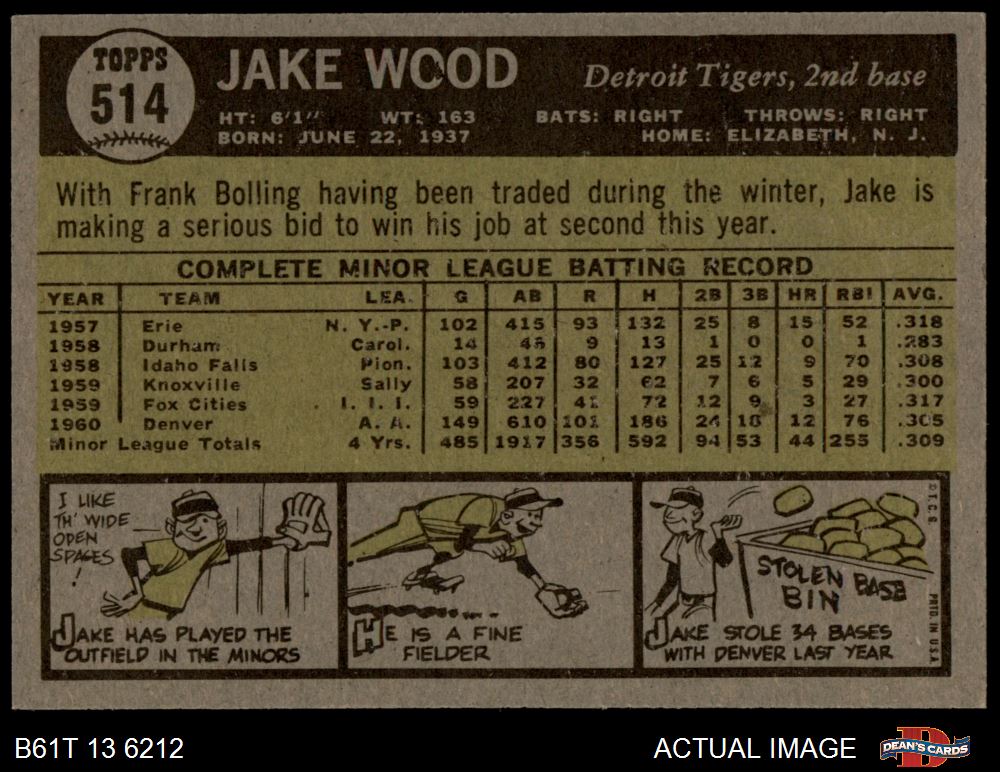 TOPPS
514
JAKE WOOD
Detroit Tigers, 2nd base
HT: 6'1" WT: 163 BATS: RIGHT THROWS: RIGHT
BORN: JUNE 22, 1937 HOME: ELIZABETH, N. J.
With Frank Bolling having been traded during the winter, Jake is
making a serious bid to win his job at second this year.
COMPLETE MINOR LEAGUE BATTING RECORD
YEAR TEAM LEA. G AB R H 2B 3B HR RBI AVG.
1957 Erie N. Y.-P. 102 415 93 132 25 8 15 52 .318
1958 Durham Carol. 14 46 9 13 1 0 0 1 .283
1958 Idaho Falls Pion. 103 412 80 127 25 12 9 70 .308
1959 Knoxville Sally 58 207 32 62 7 6 5 29 .300
1959 Fox Cities I. I. I. 59 227 41 72 12 9 3 27 .317
1960 Denver A. A. 149 610 101 186 24 18 12 76 .305
Minor League Totals 4 Yrs. 485 1917 356 592 94 53 44 255 .309
I LIKE
TH' WIDE
OPEN
SPACES
!
JAKE HAS PLAYED THE
OUTFIELD IN THE MINORS
HE IS A FINE
FIELDER
STOLEN BASE
BIN
JAKE STOLE 34 BASES
WITH DENVER LAST YEAR
© T.C.G.
PRTD. IN U.S.A.
B61T 13 6212
ACTUAL IMAGE
DEAN'S CARDS